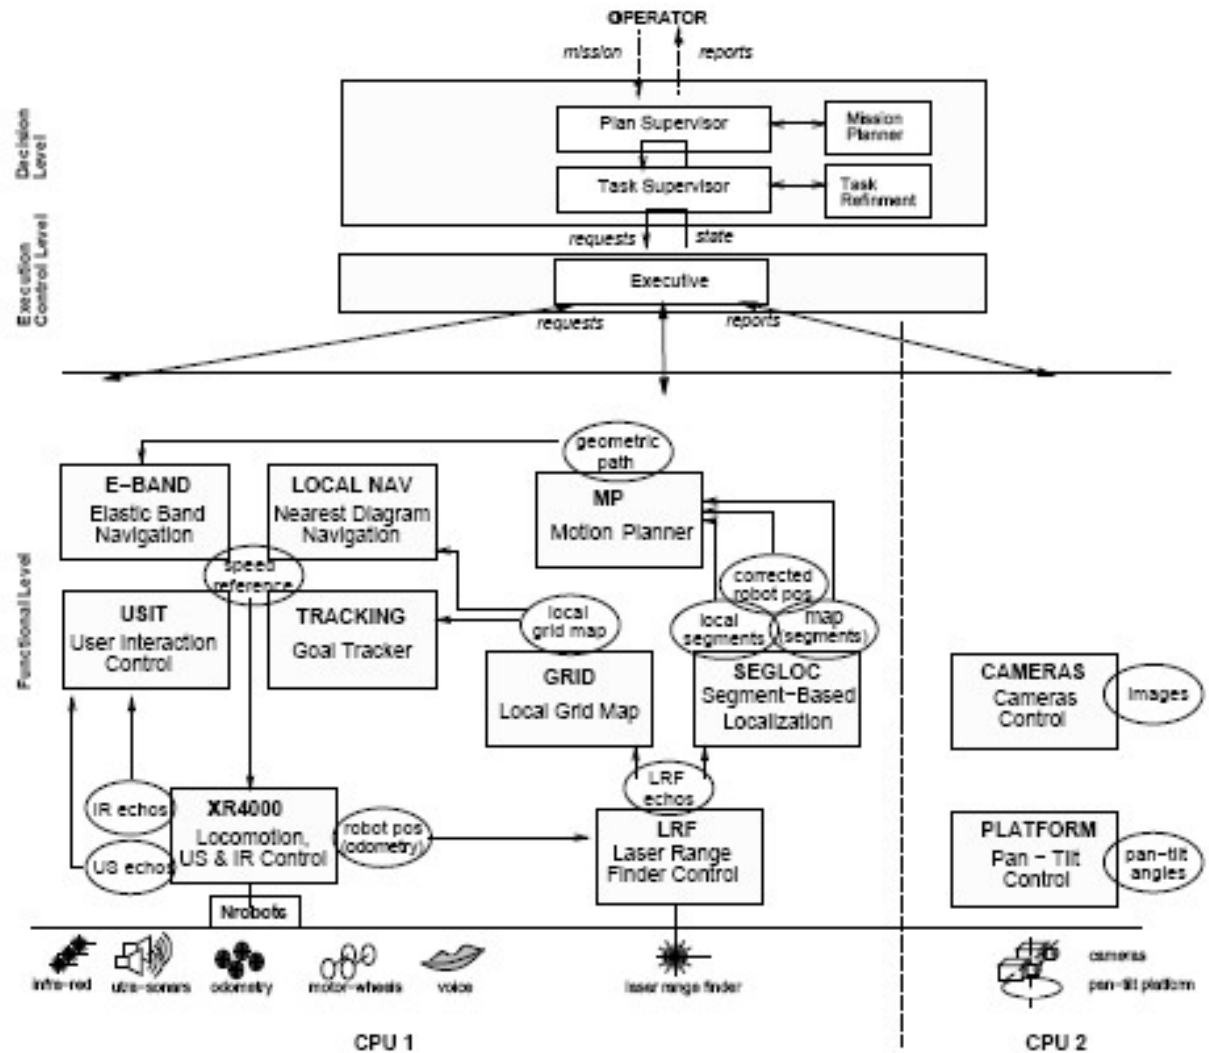 OPERATOR
mission
reports
Decision
Level
Plan Supervisor
Mission
Planner
Task Supervisor
Task
Refinment
requests
state
Execution
Control Level
Executive
requests
reports
Functional Level
geometric
path
E-BAND
Elastic Band
Navigation
LOCAL NAV
Nearest Diagram
Navigation
MP
Motion Planner
speed
reference
corrected
robot pos
USIT
User Interaction
Control
TRACKING
Goal Tracker
local
grid map
local
segments
map
(segments)
GRID
Local Grid Map
SEGLOC
Segment-Based
Localization
CAMERAS
Cameras
Control
images
IR echos
US echos
XR4000
Locomotion,
US & IR Control
robot pos
(odometry)
LRF
echos
LRF
Laser Range
Finder Control
PLATFORM
Pan - Tilt
Control
pan-tilt
angles
Nrobots
infra-red
utra-sonars
odometry
motor-wheels
voice
laser range finder
cameras
pan-tilt platform
CPU 1
CPU 2